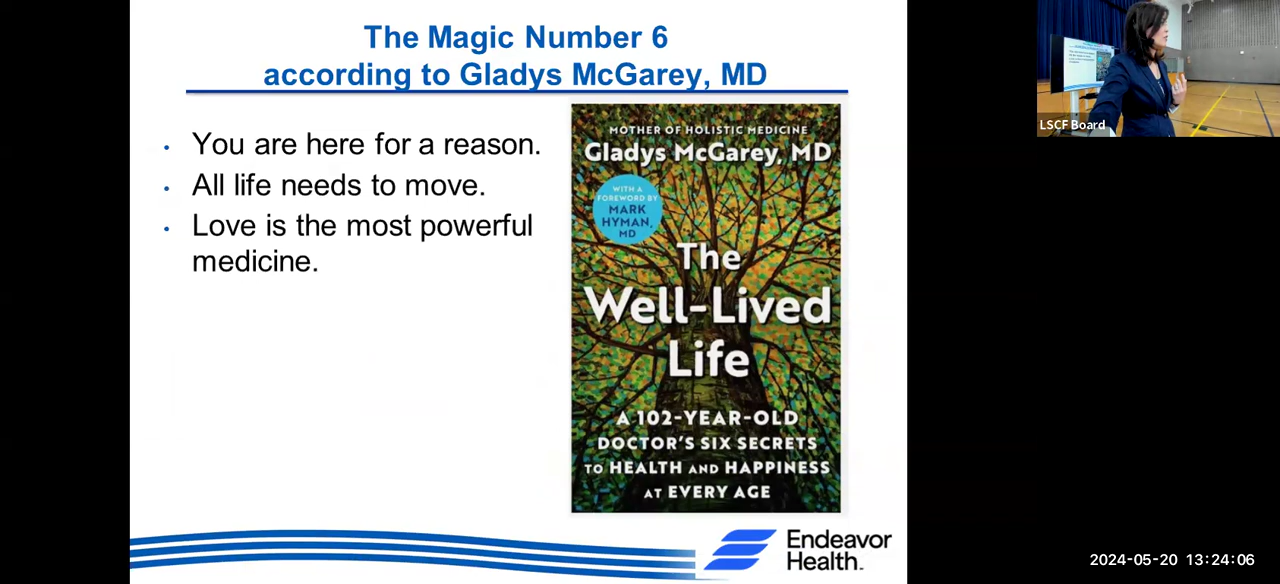 The Magic Number 6
according to Gladys McGarey, MD
• You are here for a reason.
• All life needs to move.
• Love is the most powerful
medicine.
MOTHER OF HOLISTIC MEDICINE
Gladys McGarey, MD
WITH A
FOREWORD BY
MARK
HYMAN,
MD
The
Well-Lived
Life
A 102-YEAR-OLD
DOCTOR'S SIX SECRETS
TO HEALTH AND HAPPINESS
AT EVERY AGE
Endeavor
Health™
LSCF Board
2024-05-20 13:24:06